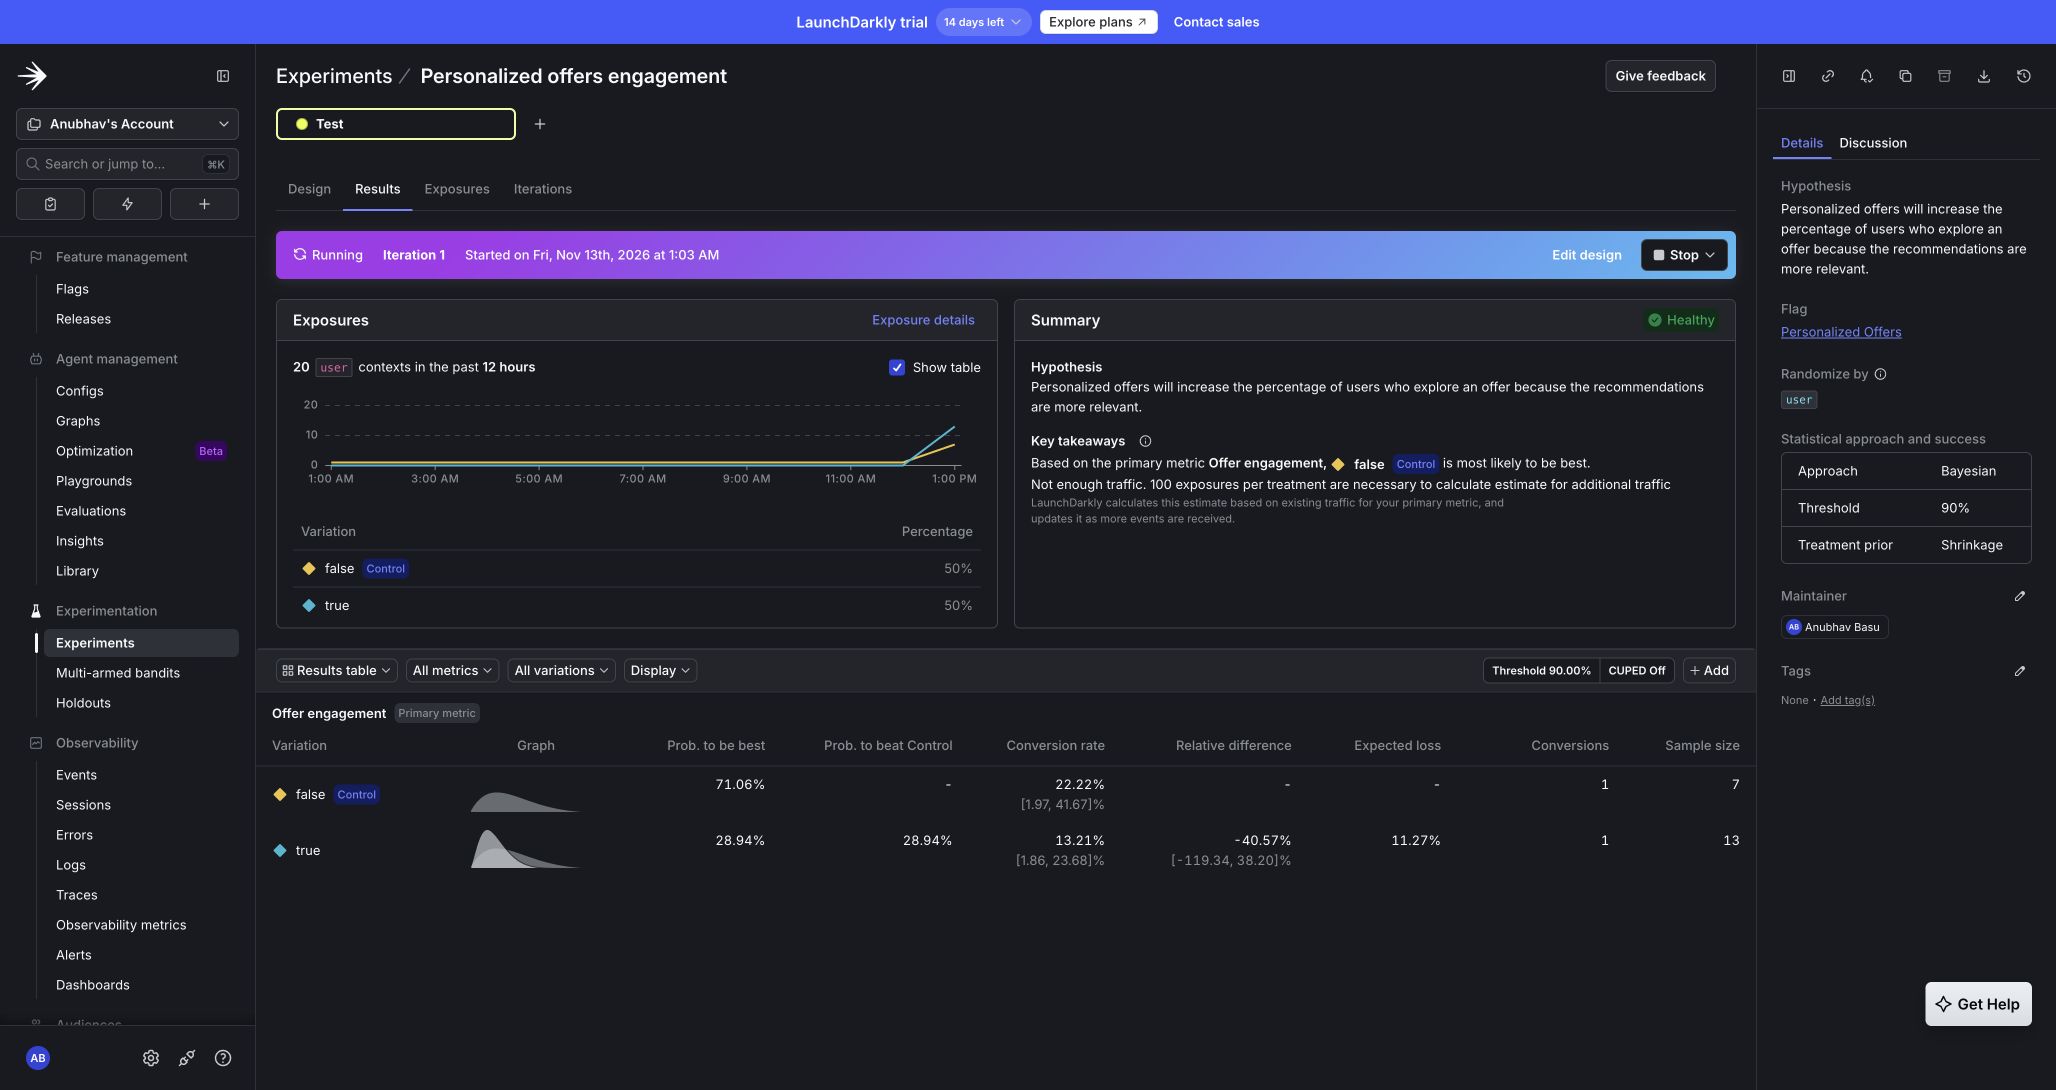 LaunchDarkly trial 14 days left Explore plans Contact sales
Anubhav's Account
Search or jump to... ⌘K
Feature management
Flags
Releases
Agent management
Configs
Graphs
Optimization Beta
Playgrounds
Evaluations
Insights
Library
Experimentation
Experiments
Multi-armed bandits
Holdouts
Observability
Events
Sessions
Errors
Logs
Traces
Observability metrics
Alerts
Dashboards
Audiences
AB
Experiments / Personalized offers engagement
Give feedback
Test
Design Results Exposures Iterations
Running Iteration 1 Started on Fri, Nov 13th, 2026 at 1:03 AM Edit design Stop
Exposures Exposure details
20 user contexts in the past 12 hours Show table
20
10
0
1:00 AM 3:00 AM 5:00 AM 7:00 AM 9:00 AM 11:00 AM 1:00 PM
Variation Percentage
false Control 50%
true 50%
Summary Healthy
Hypothesis
Personalized offers will increase the percentage of users who explore an offer because the recommendations
are more relevant.
Key takeaways
Based on the primary metric Offer engagement, false Control is most likely to be best.
Not enough traffic. 100 exposures per treatment are necessary to calculate estimate for additional traffic
LaunchDarkly calculates this estimate based on existing traffic for your primary metric, and
updates it as more events are received.
Results table All metrics All variations Display Threshold 90.00% CUPED Off + Add
Offer engagement Primary metric
Variation Graph Prob. to be best Prob. to beat Control Conversion rate Relative difference Expected loss Conversions Sample size
false Control 71.06% - 22.22% - - 1 7
[1.97, 41.67]%
true 28.94% 28.94% 13.21% -40.57% 11.27% 1 13
[1.86, 23.68]% [-119.34, 38.20]%
Details Discussion
Hypothesis
Personalized offers will increase the
percentage of users who explore an
offer because the recommendations are
more relevant.
Flag
Personalized Offers
Randomize by
user
Statistical approach and success
Approach Bayesian
Threshold 90%
Treatment prior Shrinkage
Maintainer
AB Anubhav Basu
Tags
None • Add tag(s)
Get Help